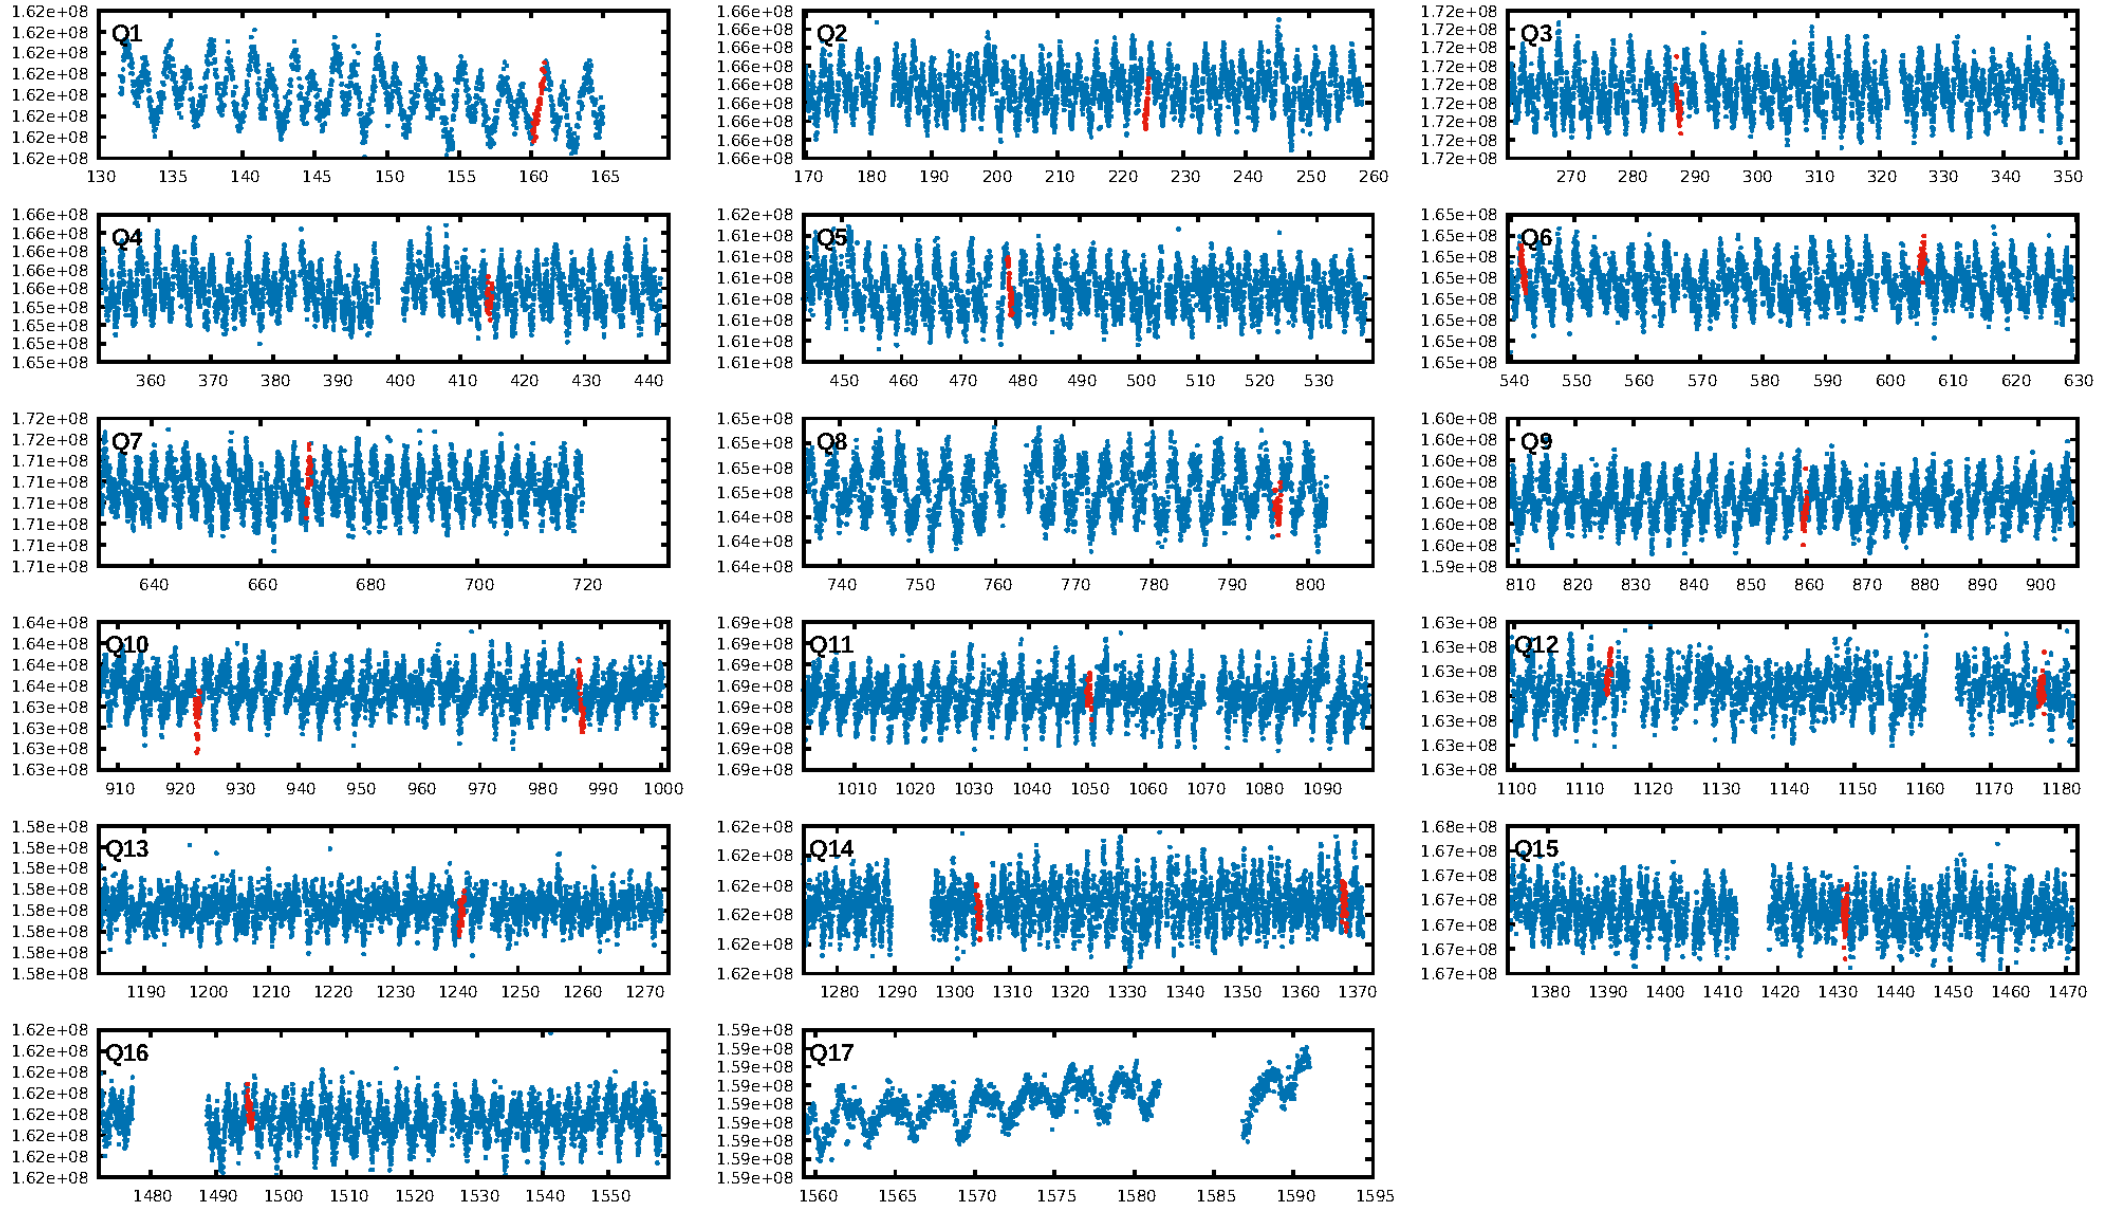 1.62e+08
1.62e+08
1.62e+08
1.62e+08
1.62e+08
1.62e+08
1.62e+08
1.62e+08
Q1
130 135 140 145 150 155 160 165
1.66e+08
1.66e+08
1.66e+08
1.66e+08
1.66e+08
1.66e+08
1.66e+08
1.66e+08
1.66e+08
Q2
170 180 190 200 210 220 230 240 250 260
1.72e+08
1.72e+08
1.72e+08
1.72e+08
1.72e+08
1.72e+08
1.72e+08
1.72e+08
1.72e+08
Q3
270 280 290 300 310 320 330 340 350
1.66e+08
1.66e+08
1.66e+08
1.66e+08
1.66e+08
1.65e+08
1.65e+08
1.65e+08
1.65e+08
Q4
360 370 380 390 400 410 420 430 440
1.62e+08
1.61e+08
1.61e+08
1.61e+08
1.61e+08
1.61e+08
1.61e+08
1.61e+08
Q5
450 460 470 480 490 500 510 520 530
1.65e+08
1.65e+08
1.65e+08
1.65e+08
1.65e+08
1.65e+08
1.65e+08
1.65e+08
Q6
540 550 560 570 580 590 600 610 620 630
1.72e+08
1.72e+08
1.71e+08
1.71e+08
1.71e+08
1.71e+08
1.71e+08
1.71e+08
Q7
640 660 680 700 720
1.65e+08
1.65e+08
1.65e+08
1.65e+08
1.64e+08
1.64e+08
1.64e+08
Q8
740 750 760 770 780 790 800
1.60e+08
1.60e+08
1.60e+08
1.60e+08
1.60e+08
1.60e+08
1.60e+08
1.59e+08
Q9
810 820 830 840 850 860 870 880 890 900
1.64e+08
1.64e+08
1.64e+08
1.64e+08
1.63e+08
1.63e+08
1.63e+08
1.63e+08
Q10
910 920 930 940 950 960 970 980 990 1000
1.69e+08
1.69e+08
1.69e+08
1.69e+08
1.69e+08
1.69e+08
1.69e+08
1.69e+08
Q11
1010 1020 1030 1040 1050 1060 1070 1080 1090
1.63e+08
1.63e+08
1.63e+08
1.63e+08
1.63e+08
1.63e+08
1.63e+08
Q12
1100 1110 1120 1130 1140 1150 1160 1170 1180
1.58e+08
1.58e+08
1.58e+08
1.58e+08
1.58e+08
1.58e+08
1.58e+08
1.58e+08
Q13
1190 1200 1210 1220 1230 1240 1250 1260 1270
1.62e+08
1.62e+08
1.62e+08
1.62e+08
1.62e+08
1.62e+08
Q14
1280 1290 1300 1310 1320 1330 1340 1350 1360 1370
1.68e+08
1.67e+08
1.67e+08
1.67e+08
1.67e+08
1.67e+08
1.67e+08
Q15
1380 1390 1400 1410 1420 1430 1440 1450 1460 1470
1.62e+08
1.62e+08
1.62e+08
1.62e+08
1.62e+08
1.62e+08
1.62e+08
1.62e+08
Q16
1480 1490 1500 1510 1520 1530 1540 1550
1.59e+08
1.59e+08
1.59e+08
1.59e+08
1.59e+08
1.59e+08
1.59e+08
1.59e+08
1.59e+08
Q17
1560 1565 1570 1575 1580 1585 1590 1595